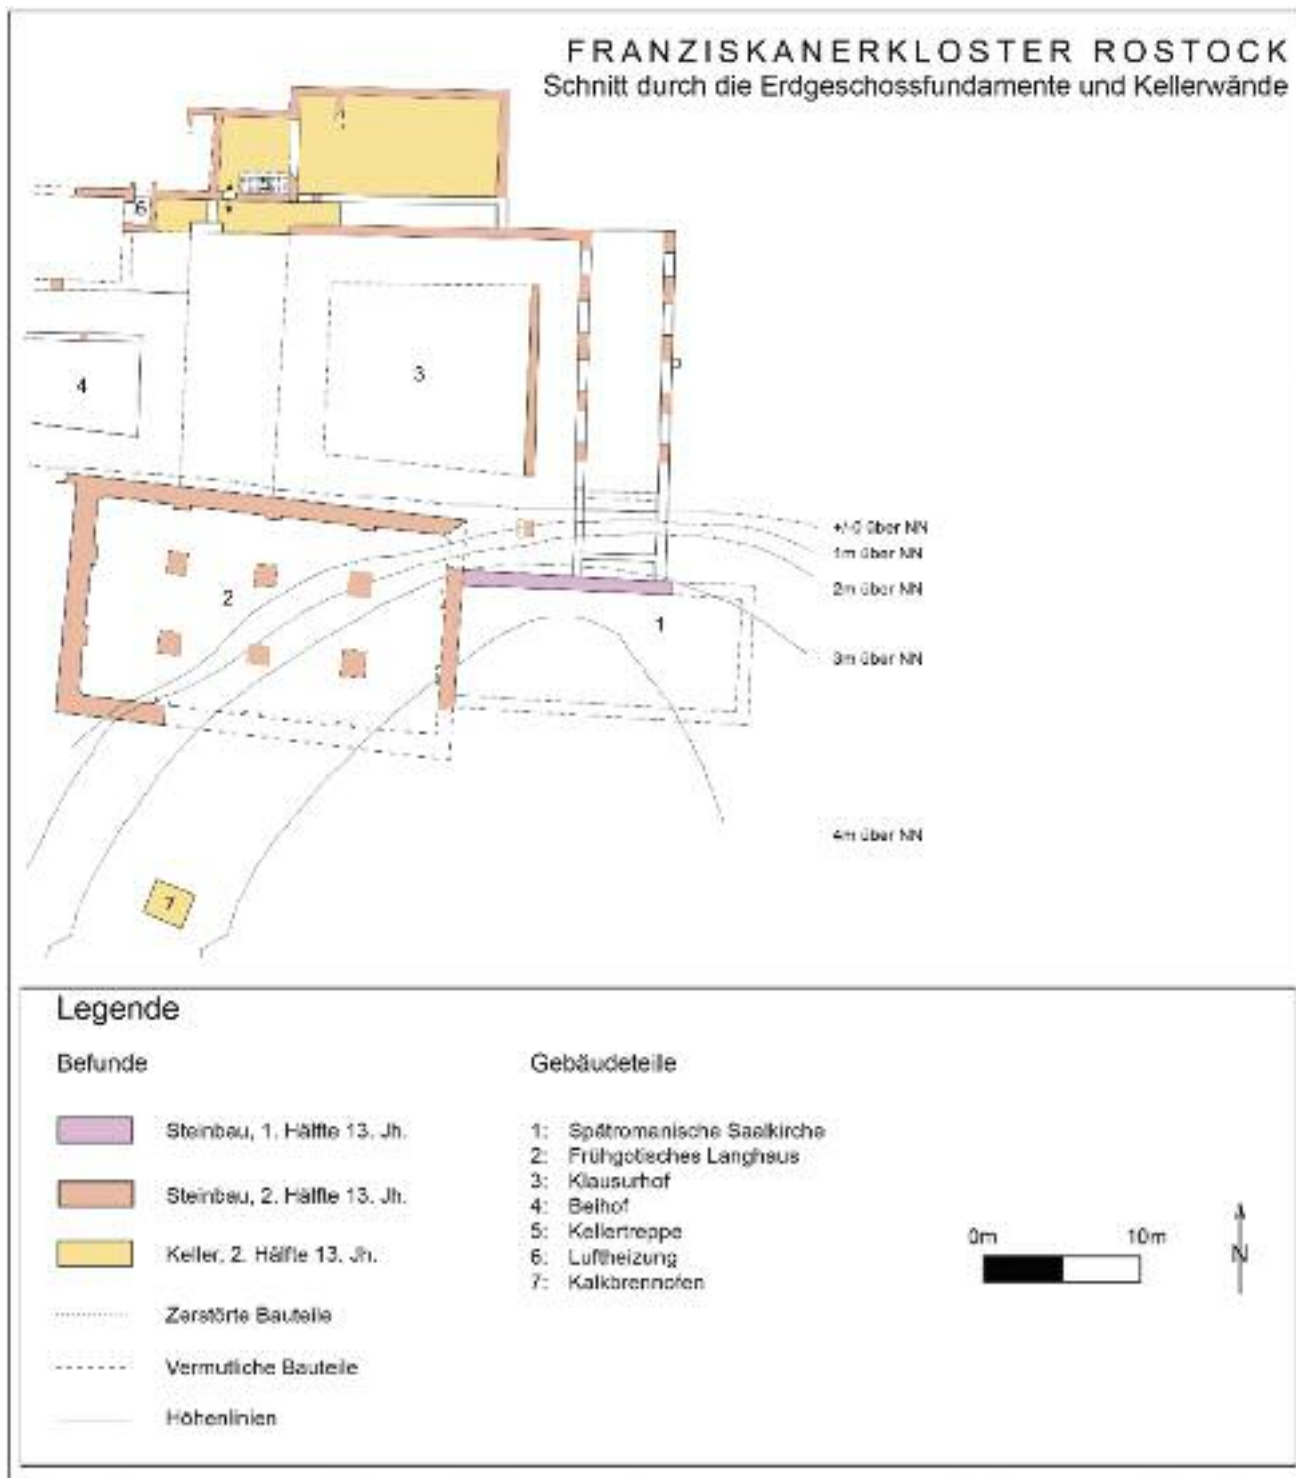 FRANZISKANERKLOSTER ROSTOCK
Schnitt durch die Erdgeschossfundamente und Kellerwände
6
4
3
2
1
7
+/-0 über NN
1m über NN
2m über NN
3m über NN
4m über NN
Legende
Befunde
Steinbau, 1. Hälfte 13. Jh.
Steinbau, 2. Hälfte 13. Jh.
Keller, 2. Hälfte 13. Jh.
Zerstörte Bauteile
Vermutliche Bauteile
Höhenlinien
Gebäudeteile
1: Spätromanische Saalkirche
2: Frühgotisches Langhaus
3: Klausurhof
4: Beihof
5: Kellertreppe
6: Luftheizung
7: Kalkbrennofen
0m 10m
N